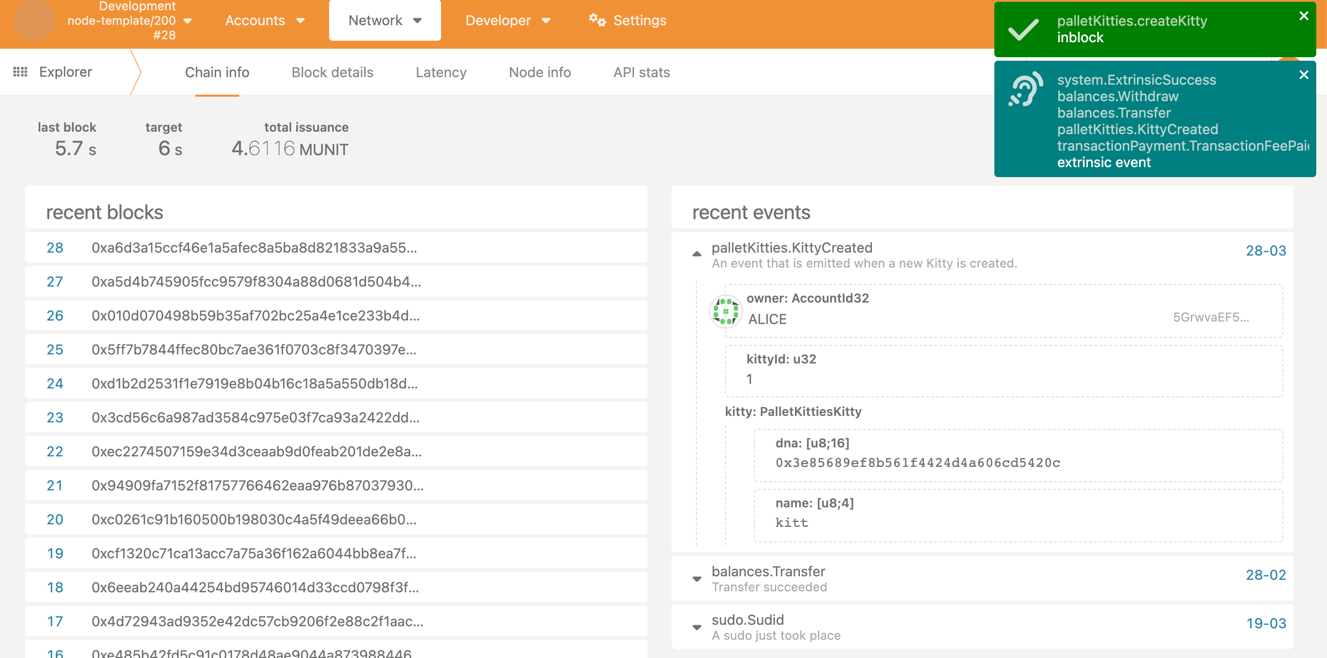 Development
node-template/200
#28
Accounts
Network
Developer
Settings
palletKitties.createKitty
inblock
system.ExtrinsicSuccess
balances.Withdraw
balances.Transfer
palletKitties.KittyCreated
transactionPayment.TransactionFeePai
extrinsic event
Explorer
Chain info
Block details
Latency
Node info
API stats
last block
5.7 s
target
6 s
total issuance
4.6116 MUNIT
recent blocks
28 0xa6d3a15ccf46e1a5afec8a5ba8d821833a9a55...
27 0xa5d4b745905fcc9579f8304a88d0681d504b4...
26 0x010d070498b59b35af702bc25a4e1ce233b4d...
25 0x5ff7b7844ffec80bc7ae361f0703c8f3470397e...
24 0xd1b2d2531f1e7919e8b04b16c18a5a550db18d...
23 0x3cd56c6a987ad3584c975e03f7ca93a2422dd...
22 0xec2274507159e34d3ceaab9d0feab201de2e8a...
21 0x94909fa7152f81757766462eaa976b87037930...
20 0xc0261c91b160500b198030c4a5f49deea66b0...
19 0xcf1320c71ca13acc7a75a36f162a6044bb8ea7f...
18 0x6eeab240a44254bd95746014d33ccd0798f3f...
17 0x4d72943ad9352e42dc57cb9206f2e88c2f1aac...
16 0xe485b42fd5c91c0178d48ae9044a873988446
recent events
palletKitties.KittyCreated
28-03
An event that is emitted when a new Kitty is created.
owner: AccountId32
ALICE
5GrwvaEF5...
kittyId: u32
1
kitty: PalletKittiesKitty
dna: [u8;16]
0x3e85689ef8b561f4424d4a606cd5420c
name: [u8;4]
kitt
balances.Transfer
28-02
Transfer succeeded
sudo.Sudid
19-03
A sudo just took place